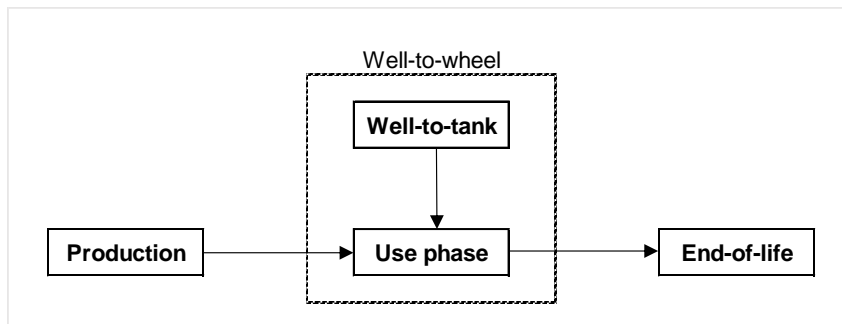 Well-to-wheel
Well-to-tank
Production
Use phase
End-of-life